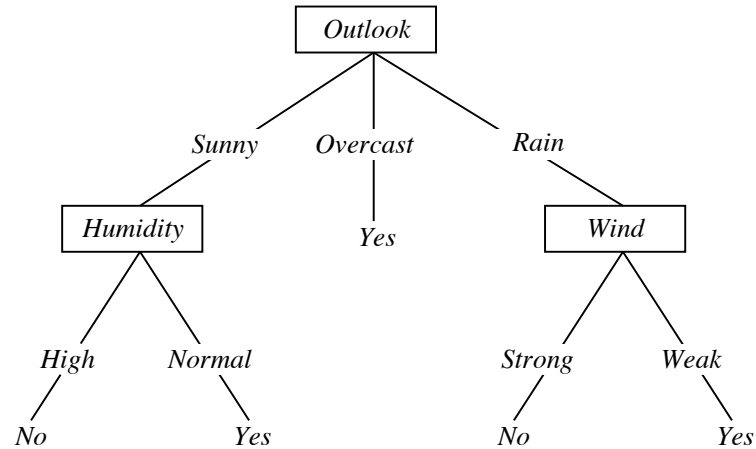 Outlook
Sunny Overcast Rain
Humidity Yes Wind
High Normal Strong Weak
No Yes No Yes